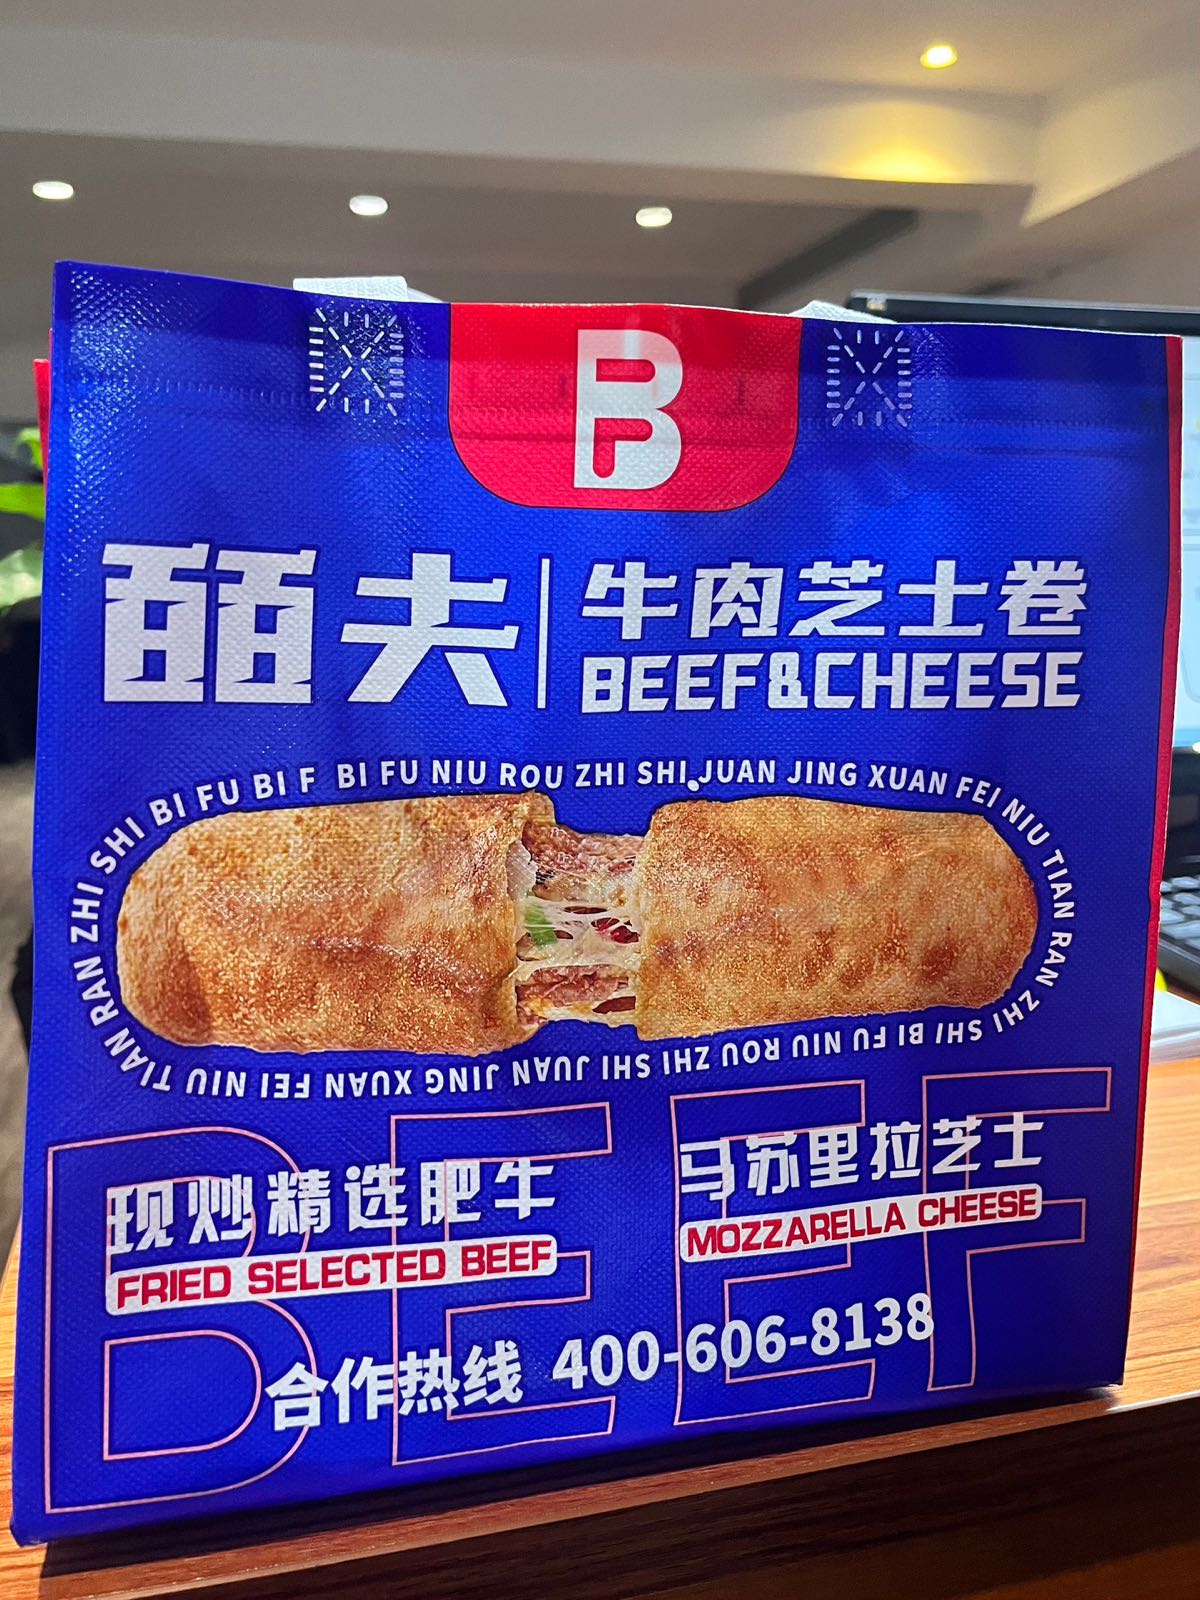 B
皕夫
牛肉芝士卷
BEEF&CHEESE
BI FU NIU ROU ZHI SHI JUAN JING XUAN FEI NIU TIAN RAN ZHI SHI BI FU NIU ROU ZHI SHI JUAN JING XUAN FEI NIU TIAN RAN ZHI SHI BI FU BI F
BEEF
现炒精选肥牛
FRIED SELECTED BEEF
马苏里拉芝士
MOZZARELLA CHEESE
合作热线 400-606-8138